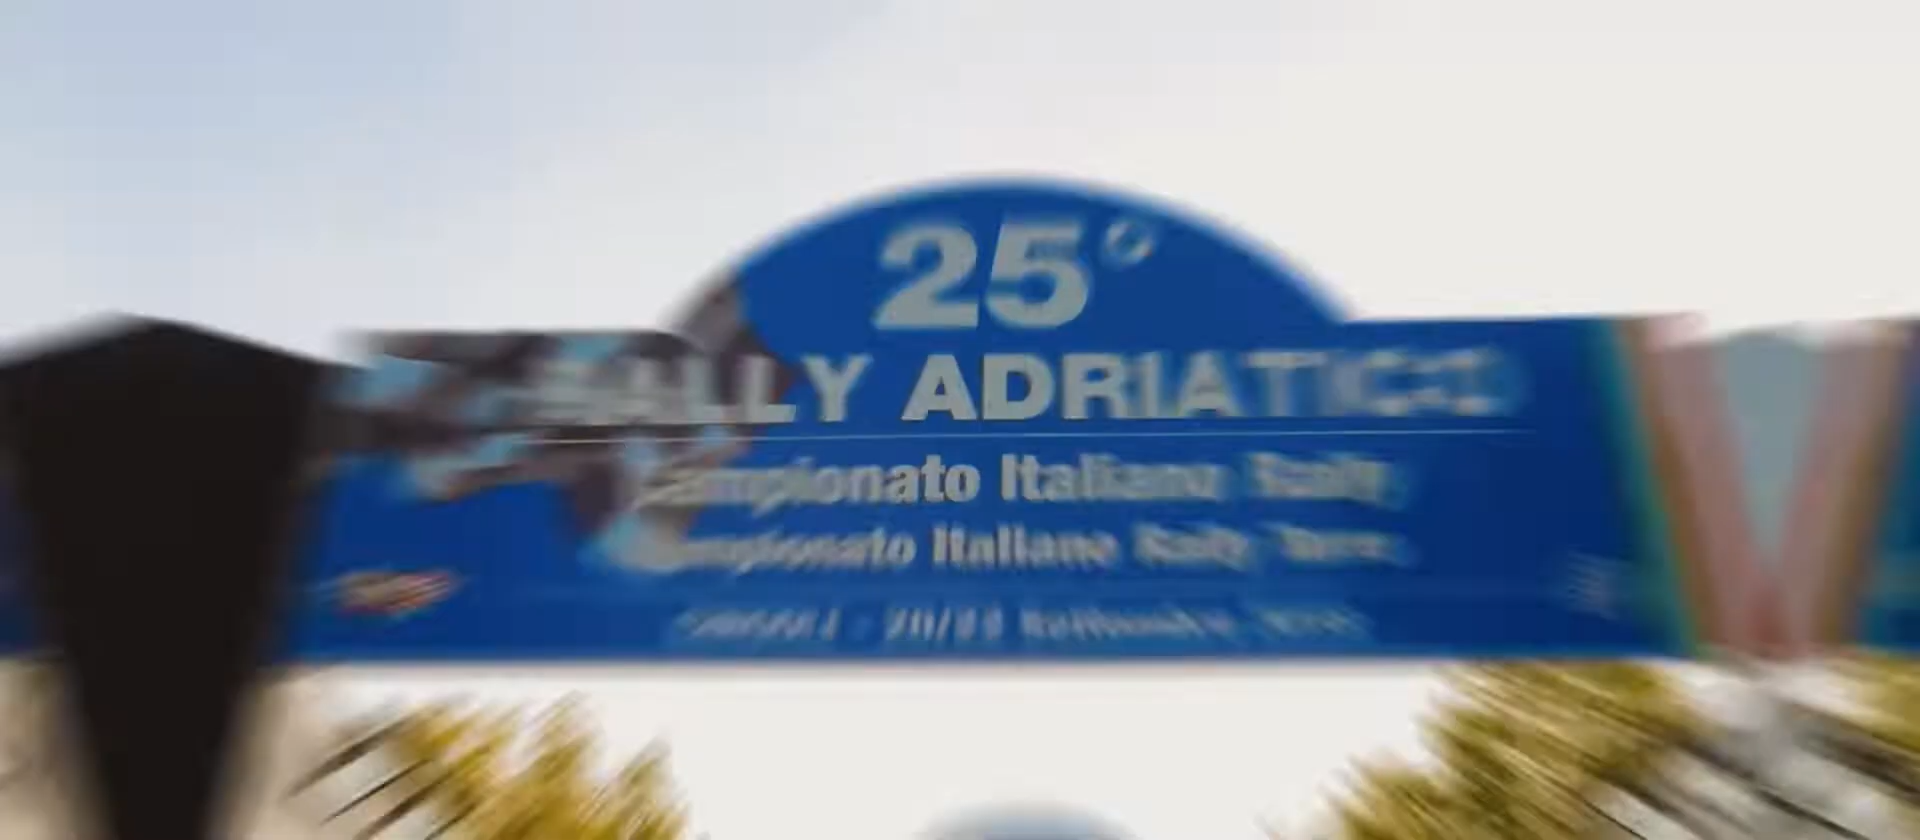 25°
RALLY ADRIATICO
Campionato Italiano Rally
Campionato Italiano Rally Terra